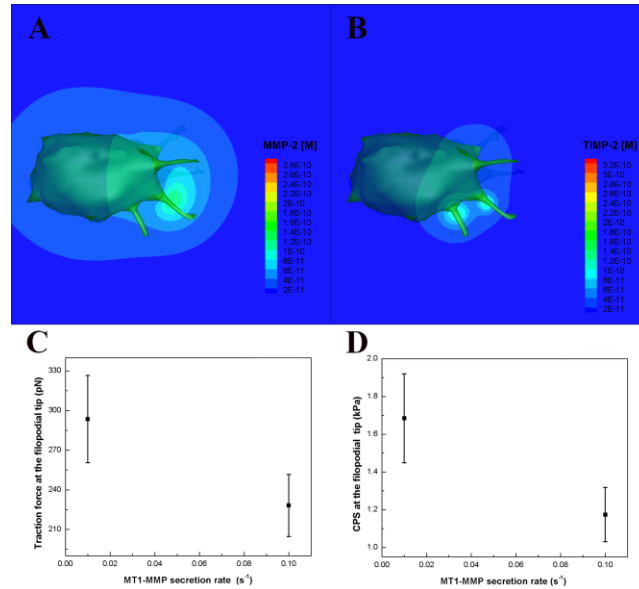 A
B
MMP-2 [M]
2.8E-10
2.6E-10
2.4E-10
2.2E-10
2E-10
1.8E-10
1.6E-10
1.4E-10
1.2E-10
1E-10
8E-11
6E-11
4E-11
2E-11
TIMP-2 [M]
3.2E-10
3E-10
2.8E-10
2.6E-10
2.4E-10
2.2E-10
2E-10
1.8E-10
1.6E-10
1.4E-10
1.2E-10
1E-10
8E-11
6E-11
4E-11
2E-11
C
Traction force at the filopodial tip (pN)
330
300
270
240
210
0.00 0.02 0.04 0.06 0.08 0.10
MT1-MMP secretion rate (s⁻¹)
D
CPS at the filopodial tip (kPa)
2.0
1.8
1.6
1.4
1.2
1.0
0.00 0.02 0.04 0.06 0.08 0.10
MT1-MMP secretion rate (s⁻¹)